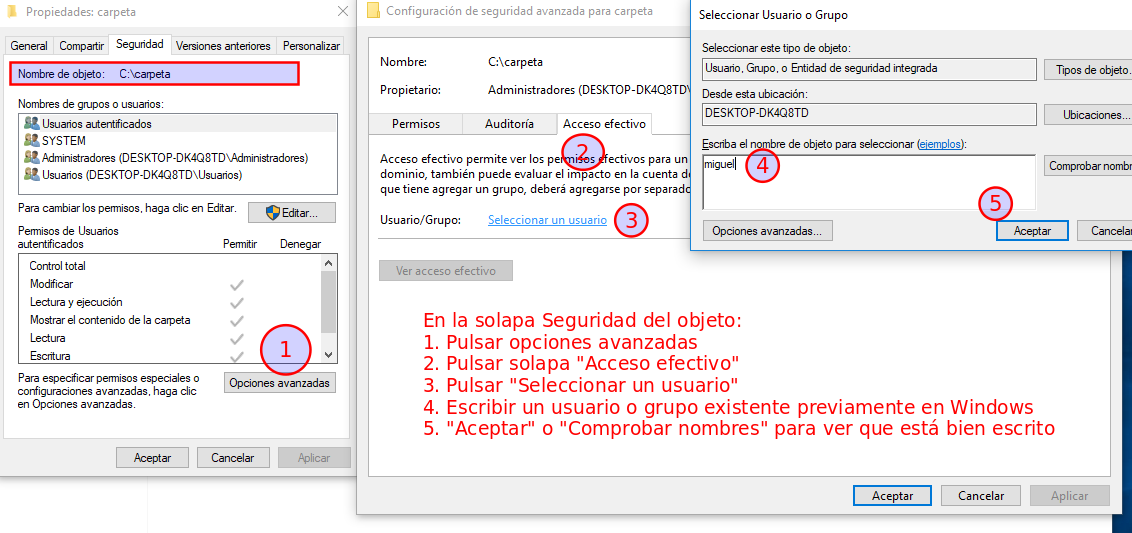 Propiedades: carpeta
General
Compartir
Seguridad
Versiones anteriores
Personalizar
Nombre de objeto: C:\carpeta
Nombres de grupos o usuarios:
Usuarios autentificados
SYSTEM
Administradores (DESKTOP-DK4Q8TD\Administradores)
Usuarios (DESKTOP-DK4Q8TD\Usuarios)
Para cambiar los permisos, haga clic en Editar.
Editar...
Permisos de Usuarios
autentificados
Permitir
Denegar
Control total
Modificar
Lectura y ejecución
Mostrar el contenido de la carpeta
Lectura
Escritura
1
Para especificar permisos especiales o
configuraciones avanzadas, haga clic
en Opciones avanzadas.
Opciones avanzadas
Aceptar
Cancelar
Aplicar
Configuración de seguridad avanzada para carpeta
Nombre: C:\carpeta
Propietario: Administradores (DESKTOP-DK4Q8TD\
Permisos
Auditoría
Acceso efectivo
2
Acceso efectivo permite ver los permisos efectivos para un
dominio, también puede evaluar el impacto en la cuenta de
que tiene agregar un grupo, deberá agregarse por separado
Usuario/Grupo: Seleccionar un usuario
3
Ver acceso efectivo
En la solapa Seguridad del objeto:
1. Pulsar opciones avanzadas
2. Pulsar solapa "Acceso efectivo"
3. Pulsar "Seleccionar un usuario"
4. Escribir un usuario o grupo existente previamente en Windows
5. "Aceptar" o "Comprobar nombres" para ver que está bien escrito
Aceptar
Cancelar
Aplicar
Seleccionar Usuario o Grupo
Seleccionar este tipo de objeto:
Usuario, Grupo, o Entidad de seguridad integrada
Tipos de objeto..
Desde esta ubicación:
DESKTOP-DK4Q8TD
Ubicaciones...
Escriba el nombre de objeto para seleccionar (ejemplos):
miguel
4
Comprobar nombr
5
Opciones avanzadas...
Aceptar
Cancelar